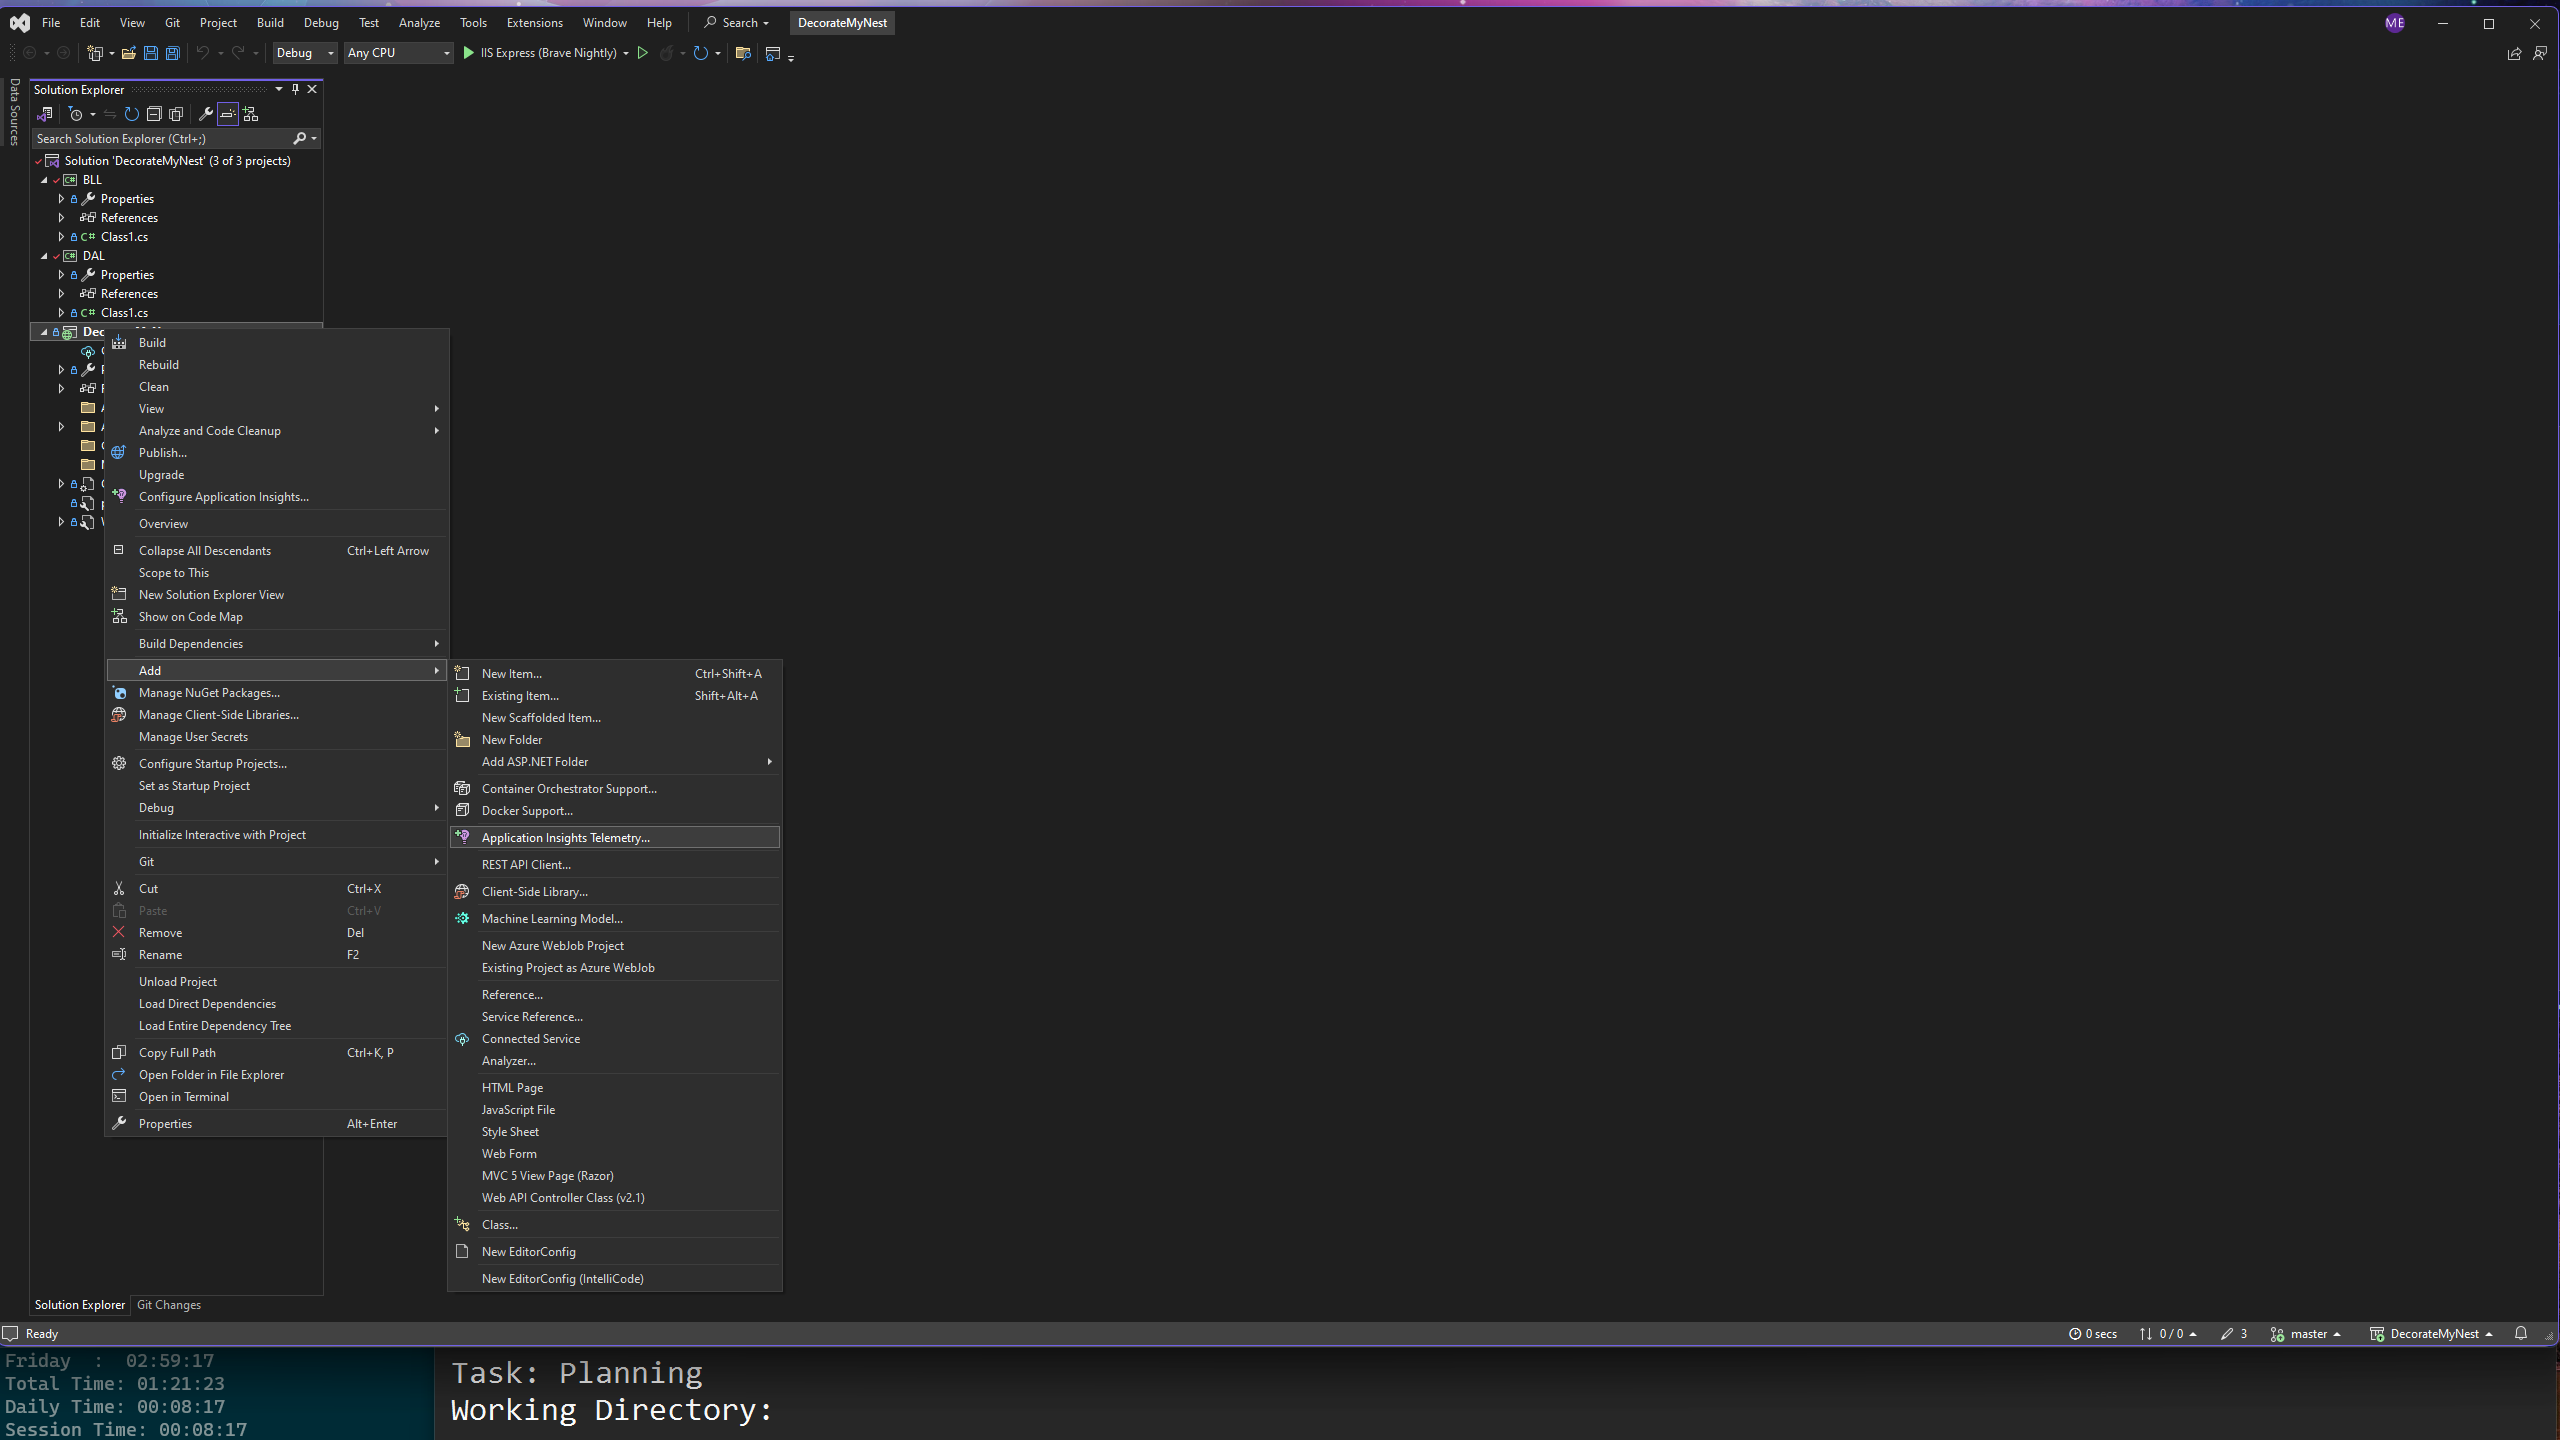 File Edit View Git Project Build Debug Test Analyze Tools Extensions Window Help Search DecorateMyNest ME
Debug Any CPU IIS Express (Brave Nightly)
Data Sources
Solution Explorer
Search Solution Explorer (Ctrl+;)
Solution 'DecorateMyNest' (3 of 3 projects)
BLL
Properties
References
C# Class1.cs
DAL
Properties
References
C# Class1.cs
Build
Rebuild
Clean
View
Analyze and Code Cleanup
Publish...
Upgrade
Configure Application Insights...
Overview
Collapse All Descendants Ctrl+Left Arrow
Scope to This
New Solution Explorer View
Show on Code Map
Build Dependencies
Add
Manage NuGet Packages...
Manage Client-Side Libraries...
Manage User Secrets
Configure Startup Projects...
Set as Startup Project
Debug
Initialize Interactive with Project
Git
Cut Ctrl+X
Paste Ctrl+V
Remove Del
Rename F2
Unload Project
Load Direct Dependencies
Load Entire Dependency Tree
Copy Full Path Ctrl+K, P
Open Folder in File Explorer
Open in Terminal
Properties Alt+Enter
New Item... Ctrl+Shift+A
Existing Item... Shift+Alt+A
New Scaffolded Item...
New Folder
Add ASP.NET Folder
Container Orchestrator Support...
Docker Support...
Application Insights Telemetry...
REST API Client...
Client-Side Library...
Machine Learning Model...
New Azure WebJob Project
Existing Project as Azure WebJob
Reference...
Service Reference...
Connected Service
Analyzer...
HTML Page
JavaScript File
Style Sheet
Web Form
MVC 5 View Page (Razor)
Web API Controller Class (v2.1)
Class...
New EditorConfig
New EditorConfig (IntelliCode)
Solution Explorer Git Changes
Ready 0 secs 0 / 0 3 master DecorateMyNest
Friday : 02:59:17
Total Time: 01:21:23
Daily Time: 00:08:17
Session Time: 00:08:17
Task: Planning
Working Directory: